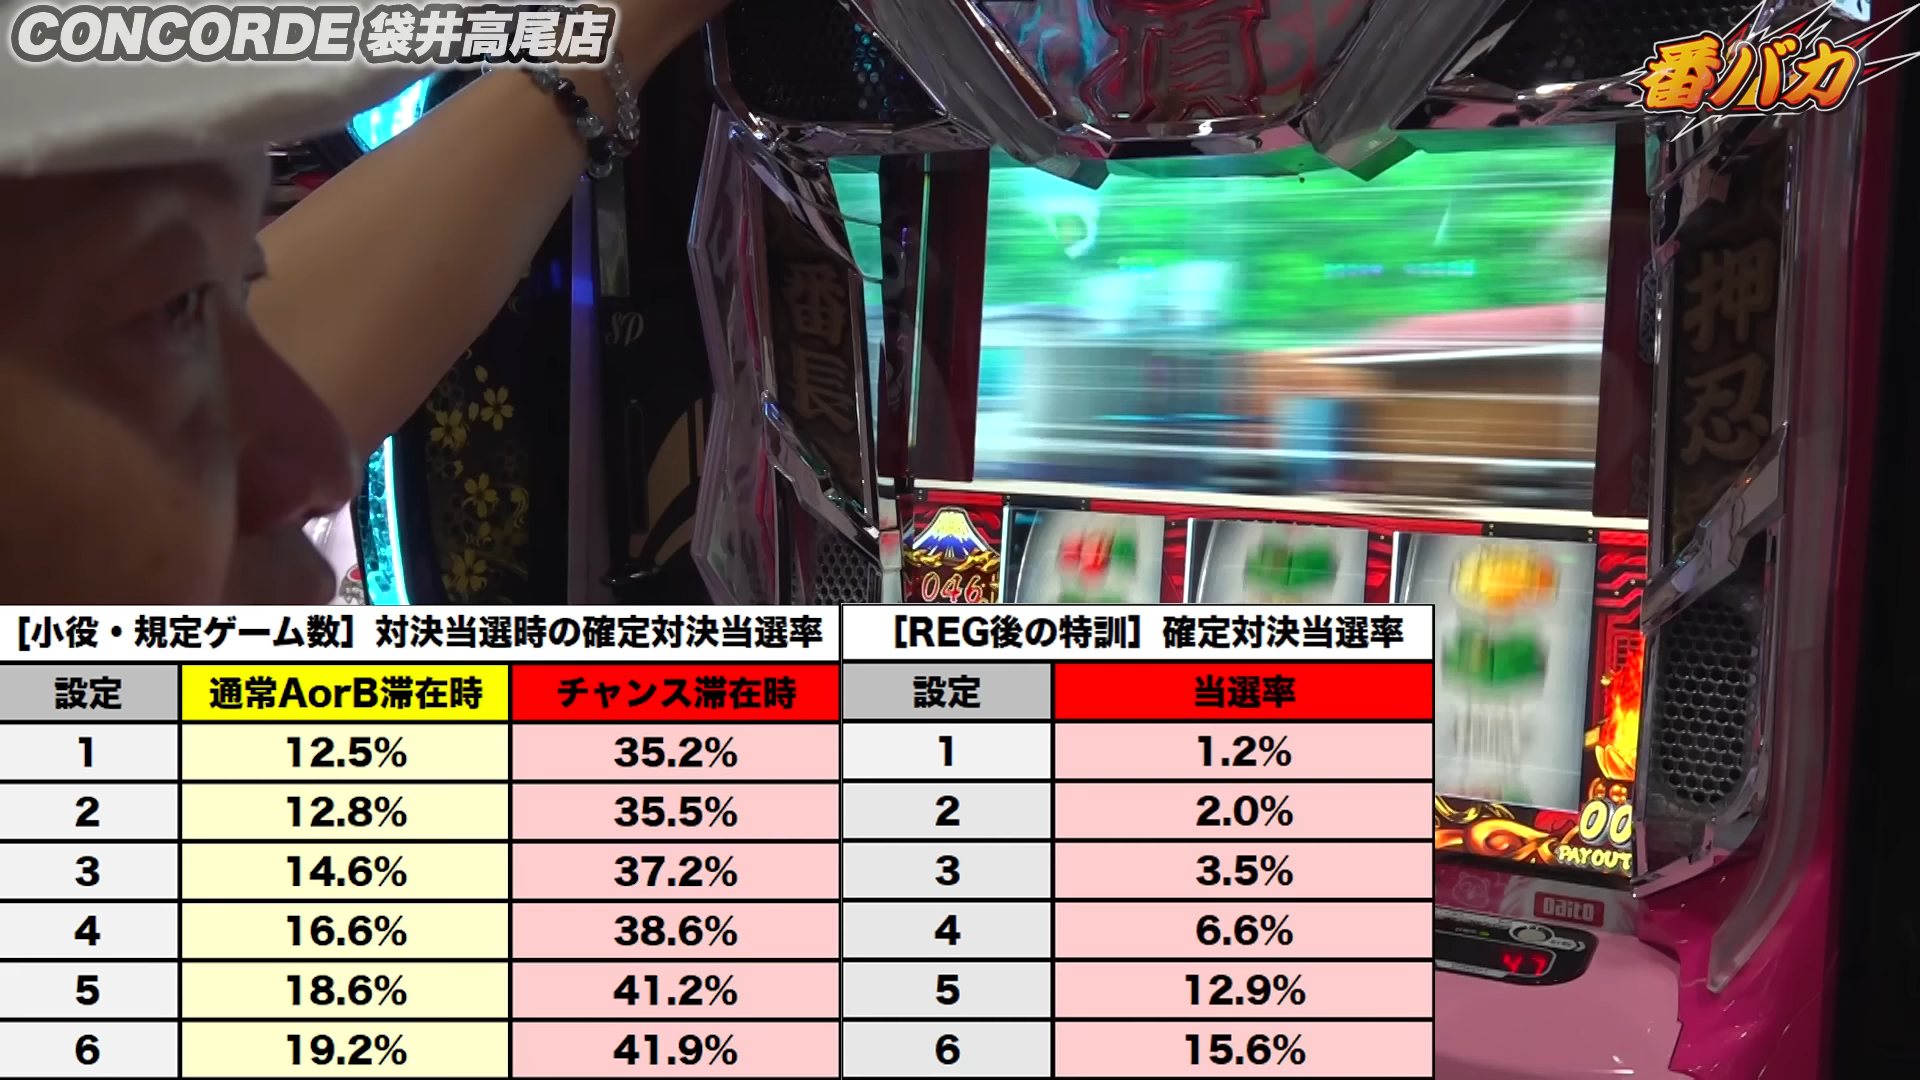 CONCORDE 袋井高尾店
番バカ
頂
番長
押忍
SP
046
00
PAYOUT
Daito
47
[小役・規定ゲーム数］対決当選時の確定対決当選率
設定 通常AorB滞在時 チャンス滞在時
1 12.5% 35.2%
2 12.8% 35.5%
3 14.6% 37.2%
4 16.6% 38.6%
5 18.6% 41.2%
6 19.2% 41.9%
［REG後の特訓］確定対決当選率
設定 当選率
1 1.2%
2 2.0%
3 3.5%
4 6.6%
5 12.9%
6 15.6%